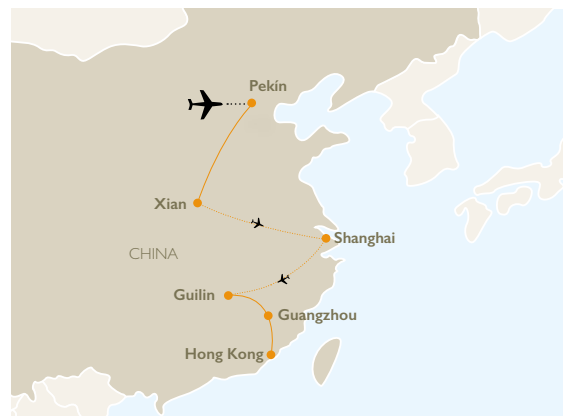 Pekín
Xian
Shanghai
CHINA
Guilin
Guangzhou
Hong Kong